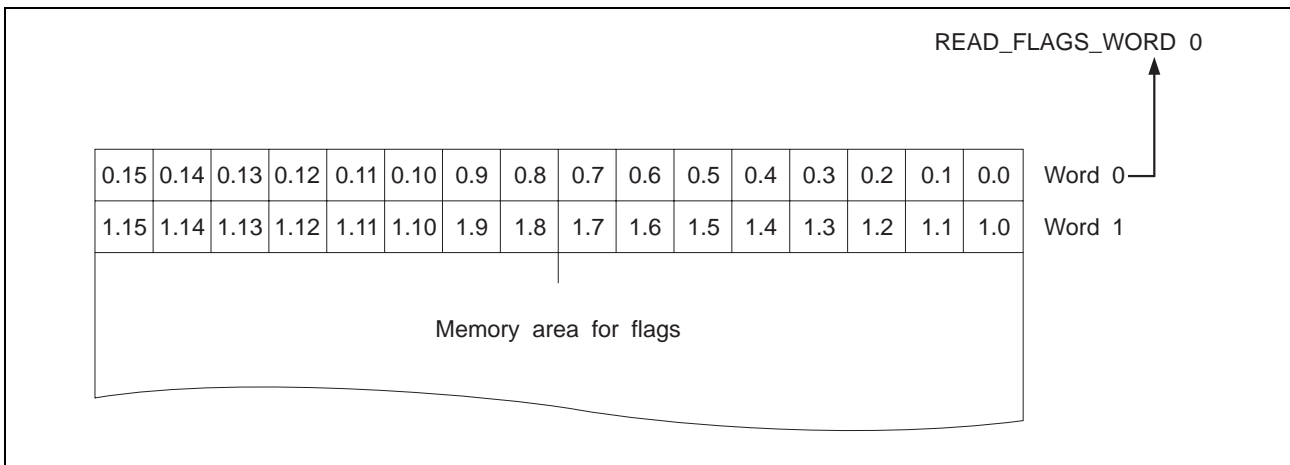 READ_FLAGS_WORD 0
0.15 0.14 0.13 0.12 0.11 0.10 0.9 0.8 0.7 0.6 0.5 0.4 0.3 0.2 0.1 0.0 Word 0
1.15 1.14 1.13 1.12 1.11 1.10 1.9 1.8 1.7 1.6 1.5 1.4 1.3 1.2 1.1 1.0 Word 1
Memory area for flags